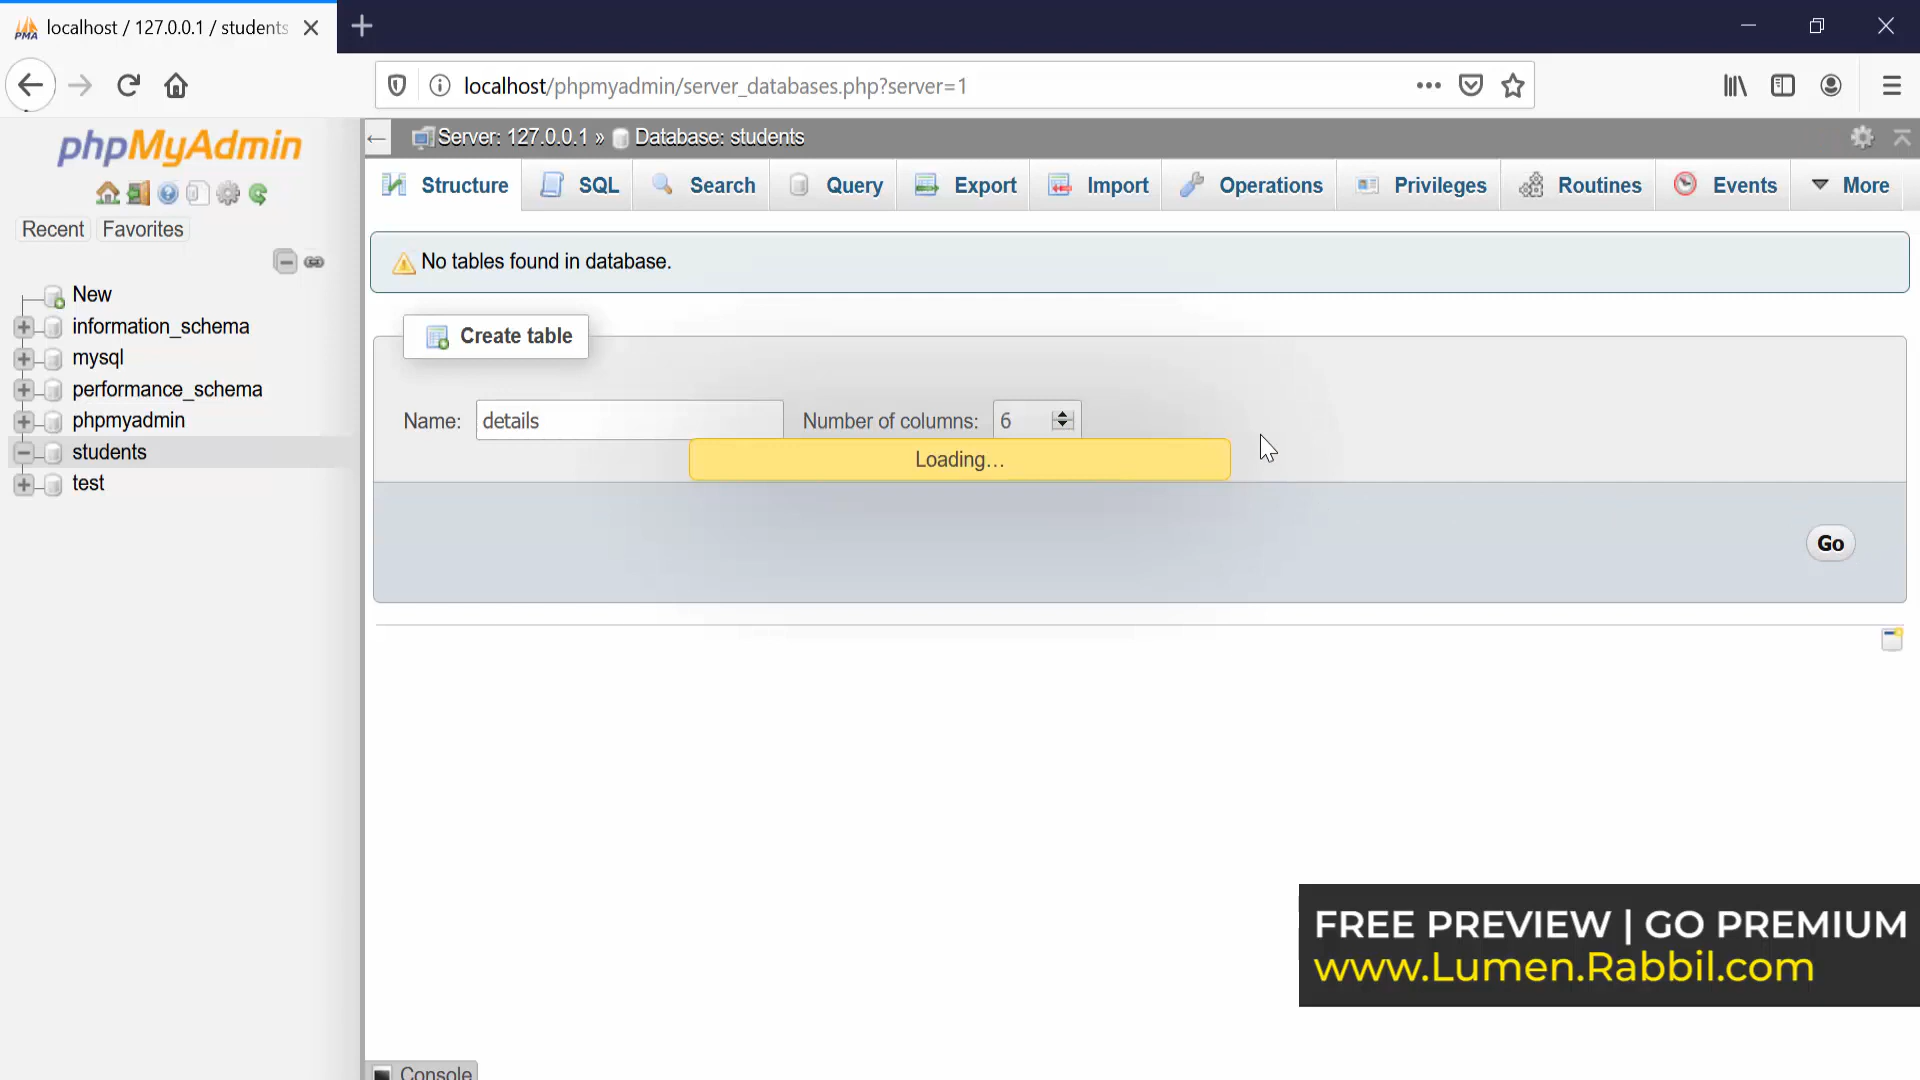 localhost / 127.0.0.1 / students
localhost/phpmyadmin/server_databases.php?server=1
phpMyAdmin
Recent Favorites
New
information_schema
mysql
performance_schema
phpmyadmin
students
test
Server: 127.0.0.1 » Database: students
Structure SQL Search Query Export Import Operations Privileges Routines Events More
No tables found in database.
Create table
Name: details Number of columns: 6
Loading...
Go
FREE PREVIEW | GO PREMIUM
www.Lumen.Rabbil.com
Console